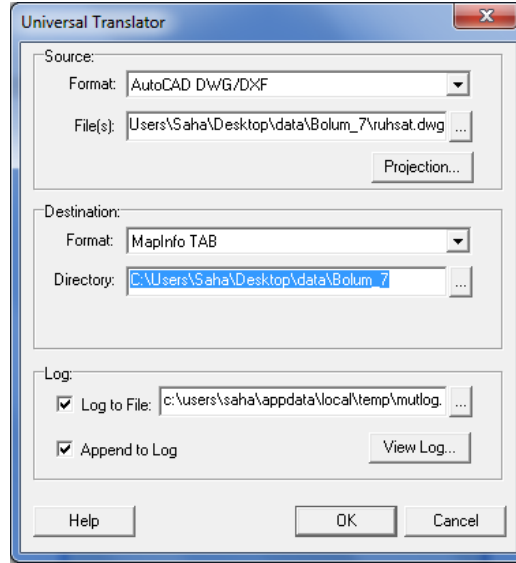 Universal Translator
Source:
Format: AutoCAD DWG/DXF
File(s): Users\Saha\Desktop\data\Bolum_7\ruhsat.dwg ...
Projection...
Destination:
Format: MapInfo TAB
Directory: C:\Users\Saha\Desktop\data\Bolum_7 ...
Log:
Log to File: c:\users\saha\appdata\local\temp\mutlog. ...
Append to Log View Log...
Help OK Cancel